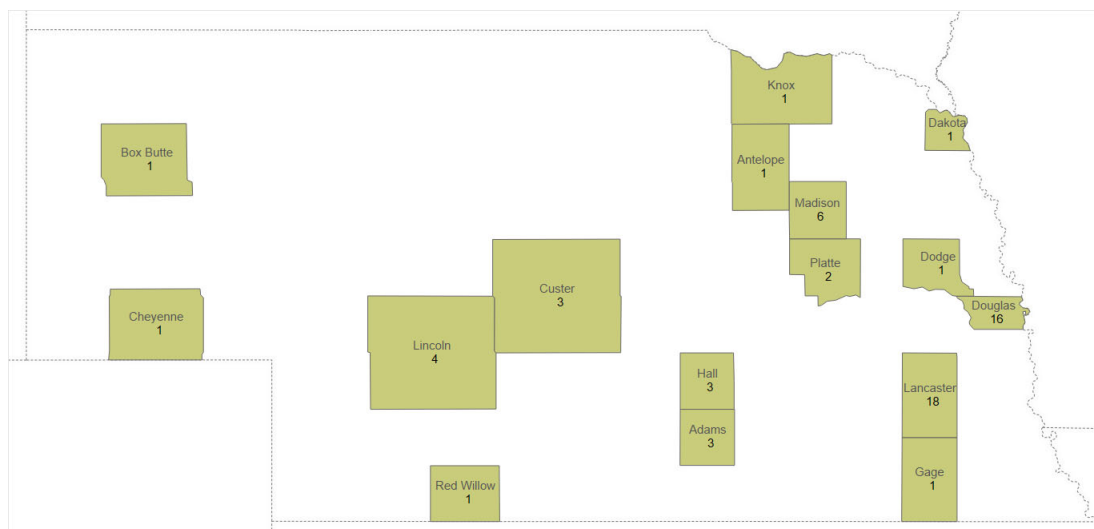 Knox
1
Dakota
1
Box Butte
1
Antelope
1
Madison
6
Platte
2
Dodge
1
Custer
3
Cheyenne
1
Douglas
16
Lincoln
4
Hall
3
Lancaster
18
Adams
3
Red Willow
1
Gage
1